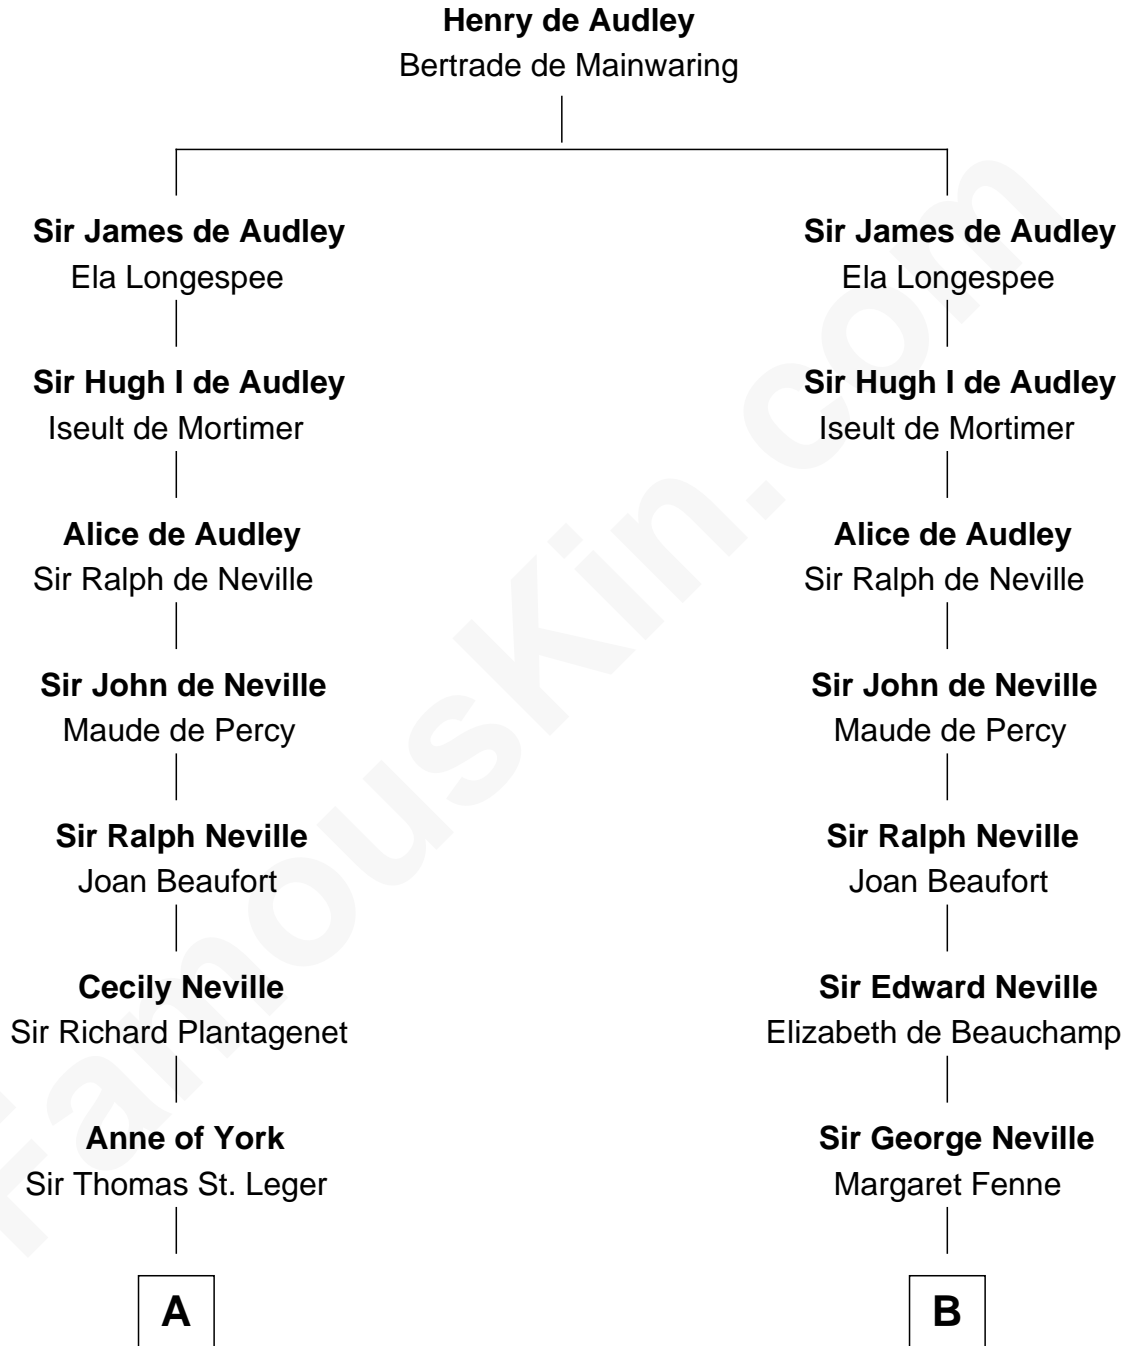 Henry de Audley
Bertrade de Mainwaring
Sir James de Audley
Ela Longespee
Sir James de Audley
Ela Longespee
Sir Hugh I de Audley
Iseult de Mortimer
Sir Hugh I de Audley
Iseult de Mortimer
Alice de Audley
Sir Ralph de Neville
Alice de Audley
Sir Ralph de Neville
Sir John de Neville
Maude de Percy
Sir John de Neville
Maude de Percy
Sir Ralph Neville
Joan Beaufort
Sir Ralph Neville
Joan Beaufort
Cecily Neville
Sir Richard Plantagenet
Sir Edward Neville
Elizabeth de Beauchamp
Anne of York
Sir Thomas St. Leger
Sir George Neville
Margaret Fenne
A
B
FamousKin.com